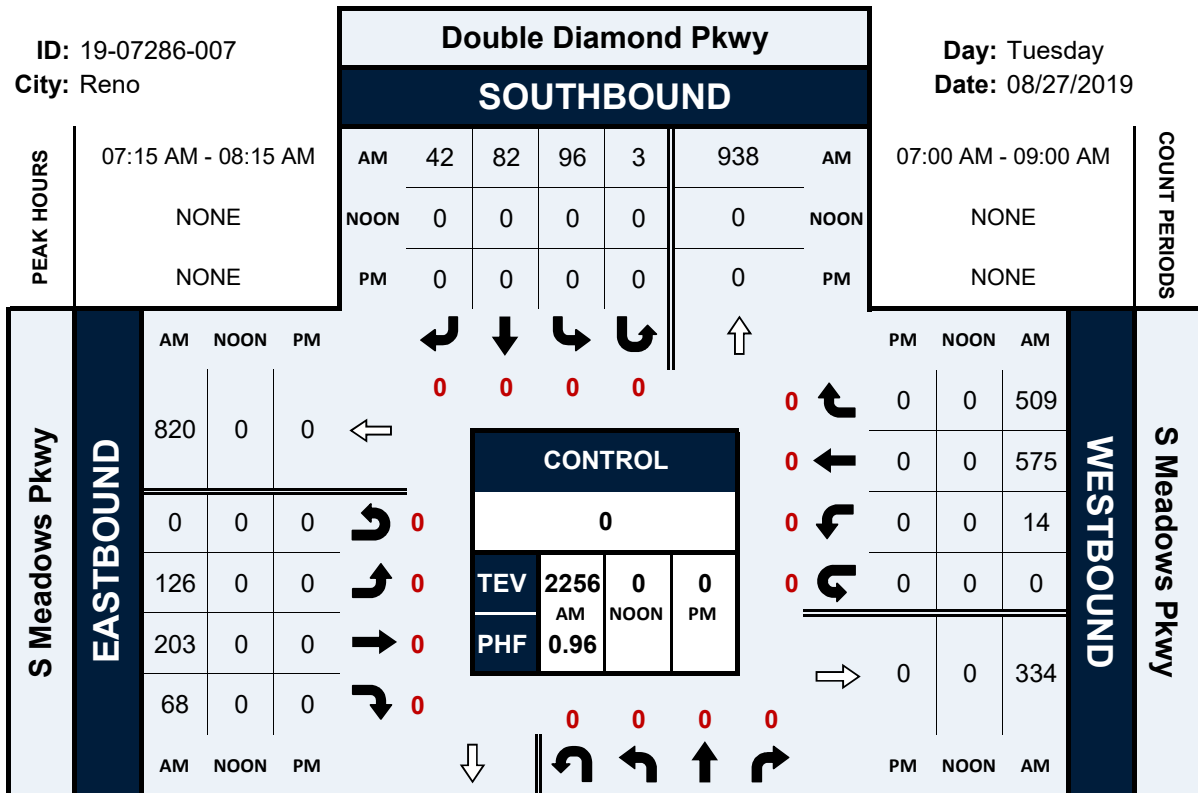 ID: 19-07286-007
City: Reno
Double Diamond Pkwy
SOUTHBOUND
Day: Tuesday
Date: 08/27/2019
PEAK HOURS
07:15 AM - 08:15 AM
NONE
NONE
AM 42 82 96 3 938 AM
NOON 0 0 0 0 0 NOON
PM 0 0 0 0 0 PM
07:00 AM - 09:00 AM
NONE
NONE
COUNT PERIODS
0 0 0 0
S Meadows Pkwy
EASTBOUND
AM NOON PM
820 0 0
0 0 0 0
126 0 0 0
203 0 0 0
68 0 0 0
AM NOON PM
CONTROL
0
TEV 2256 0 0
AM NOON PM
PHF 0.96
0 0 0 0
PM NOON AM
0 0 0 509
0 0 0 575
0 0 0 14
0 0 0 0
0 0 334
PM NOON AM
WESTBOUND
S Meadows Pkwy